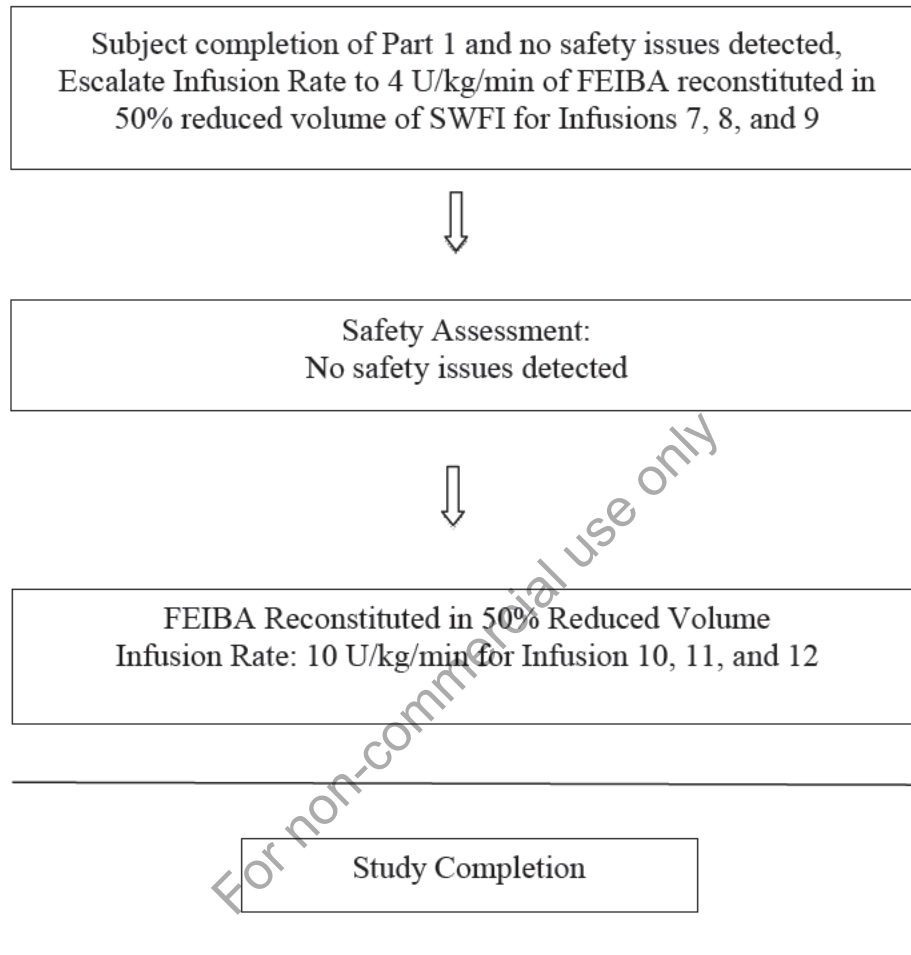 Subject completion of Part 1 and no safety issues detected,
Escalate Infusion Rate to 4 U/kg/min of FEIBA reconstituted in
50% reduced volume of SWFI for Infusions 7, 8, and 9
Safety Assessment:
No safety issues detected
FEIBA Reconstituted in 50% Reduced Volume
Infusion Rate: 10 U/kg/min for Infusion 10, 11, and 12
Study Completion
For non-commercial use only